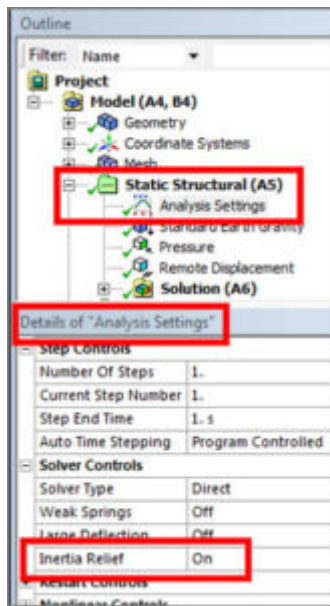 Outline
Filter: Name
Project
Model (A4, B4)
Geometry
Coordinate Systems
Mesh
Static Structural (A5)
Analysis Settings
Standard Earth Gravity
Pressure
Remote Displacement
Solution (A6)
Details of "Analysis Settings"
Step Controls
Number Of Steps 1.
Current Step Number 1.
Step End Time 1. s
Auto Time Stepping Program Controlled
Solver Controls
Solver Type Direct
Weak Springs Off
Large Deflection Off
Inertia Relief On
Restart Controls
Nonlinear Controls